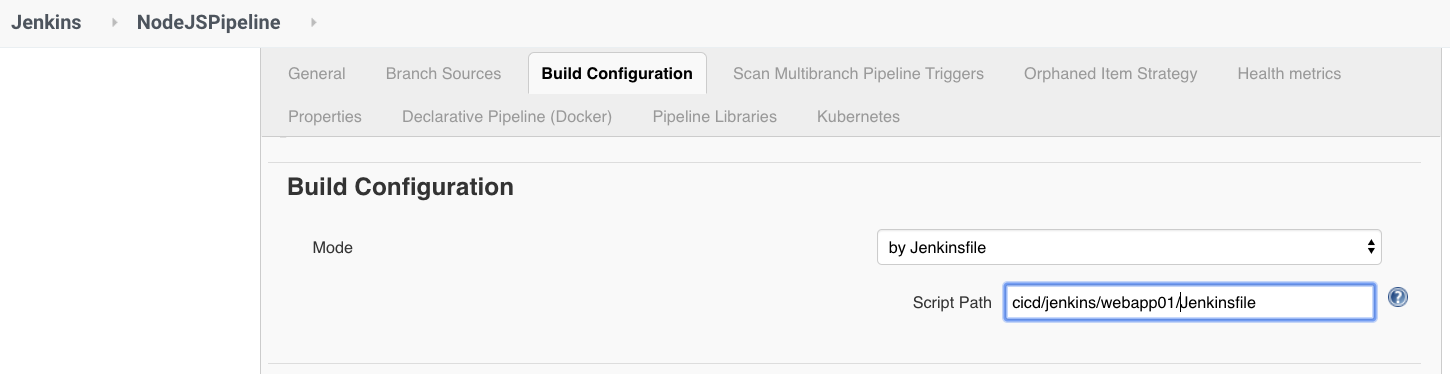 Jenkins NodeJSPipeline
General Branch Sources Build Configuration Scan Multibranch Pipeline Triggers Orphaned Item Strategy Health metrics
Properties Declarative Pipeline (Docker) Pipeline Libraries Kubernetes
Build Configuration
Mode by Jenkinsfile
Script Path cicd/jenkins/webapp01/Jenkinsfile ?